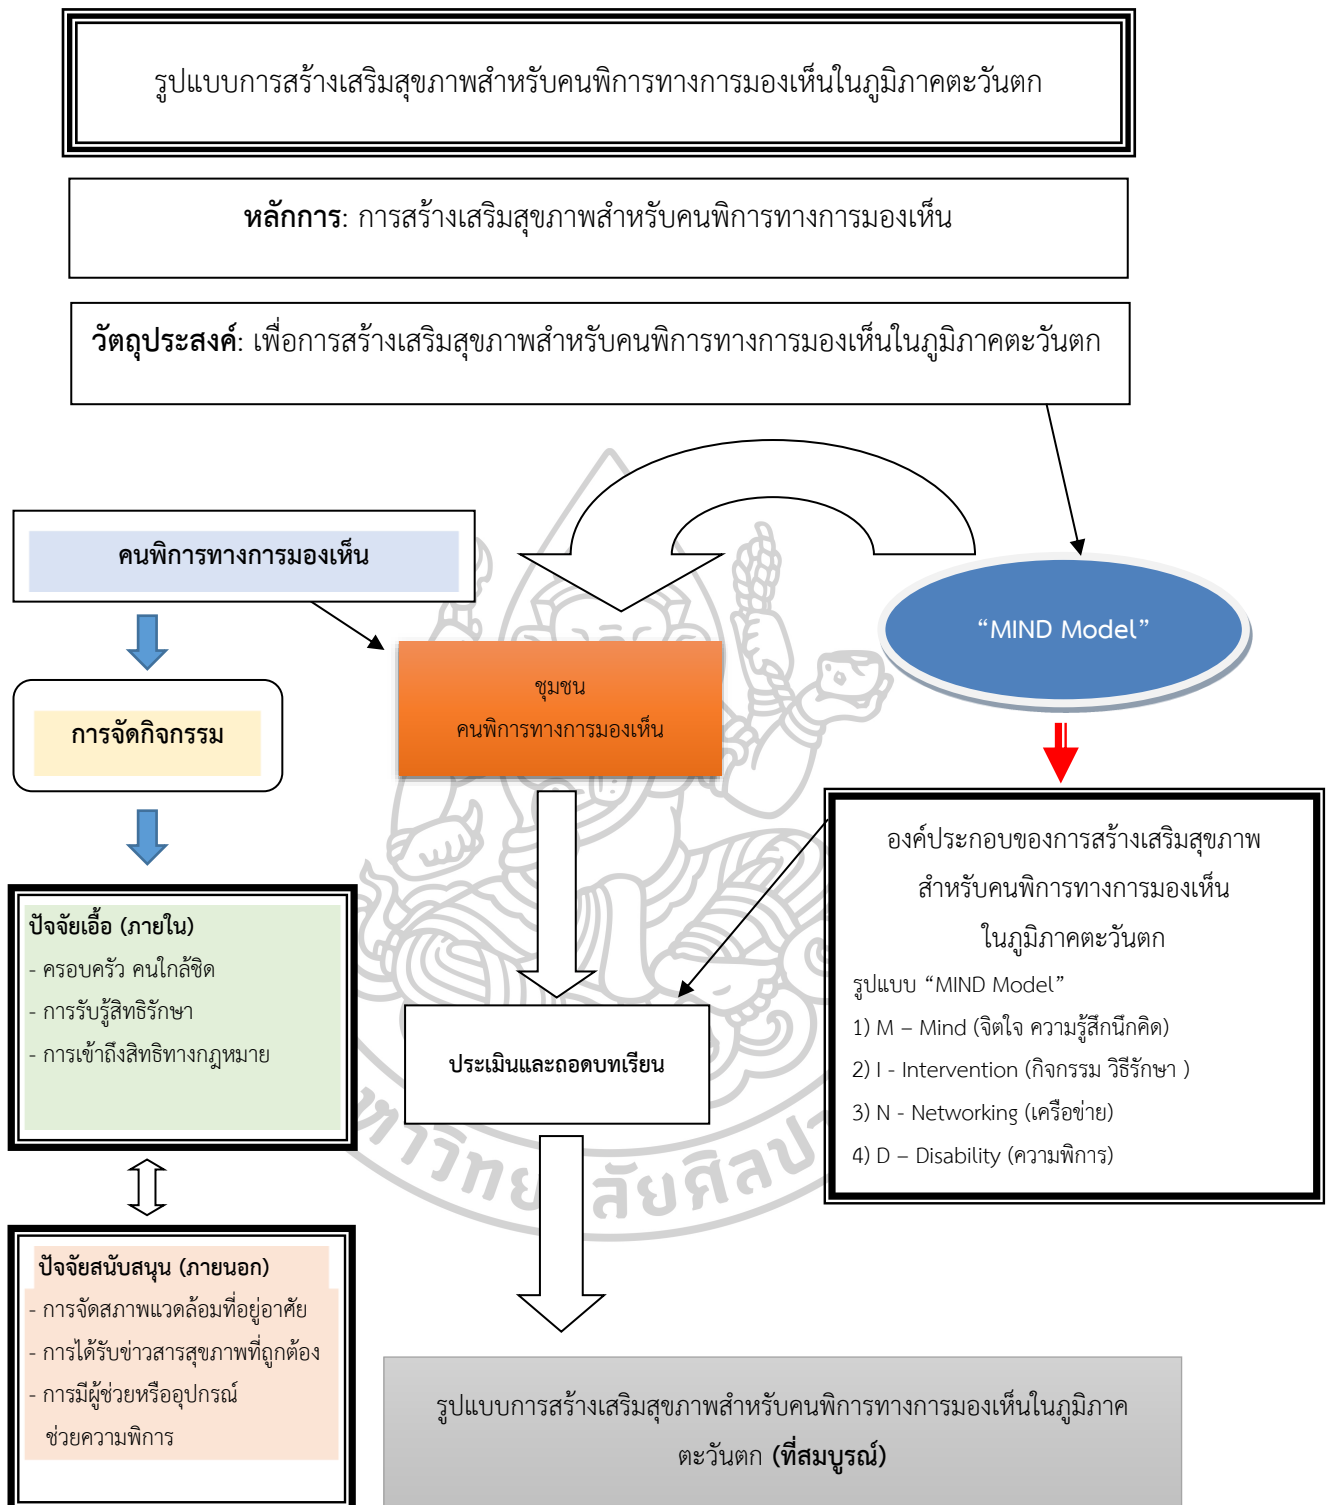 รูปแบบการสร้างเสริมสุขภาพสำหรับคนพิการทางการมองเห็นในภูมิภาคตะวันตก
หลักการ: การสร้างเสริมสุขภาพสำหรับคนพิการทางการมองเห็น
วัตถุประสงค์: เพื่อการสร้างเสริมสุขภาพสำหรับคนพิการทางการมองเห็นในภูมิภาคตะวันตก
คนพิการทางการมองเห็น
การจัดกิจกรรม
ปัจจัยเอื้อ (ภายใน)
- ครอบครัว คนใกล้ชิด
- การรับรู้สิทธิรักษา
- การเข้าถึงสิทธิทางกฎหมาย
ปัจจัยสนับสนุน (ภายนอก)
- การจัดสภาพแวดล้อมที่อยู่อาศัย
- การได้รับข่าวสารสุขภาพที่ถูกต้อง
- การมีผู้ช่วยหรืออุปกรณ์
ช่วยความพิการ
ชุมชน
คนพิการทางการมองเห็น
ประเมินและถอดบทเรียน
"MIND Model"
องค์ประกอบของการสร้างเสริมสุขภาพ
สำหรับคนพิการทางการมองเห็น
ในภูมิภาคตะวันตก
รูปแบบ "MIND Model"
1) M – Mind (จิตใจ ความรู้สึกนึกคิด)
2) I - Intervention (กิจกรรม วิธีรักษา )
3) N - Networking (เครือข่าย)
4) D – Disability (ความพิการ)
รูปแบบการสร้างเสริมสุขภาพสำหรับคนพิการทางการมองเห็นในภูมิภาค
ตะวันตก (ที่สมบูรณ์)